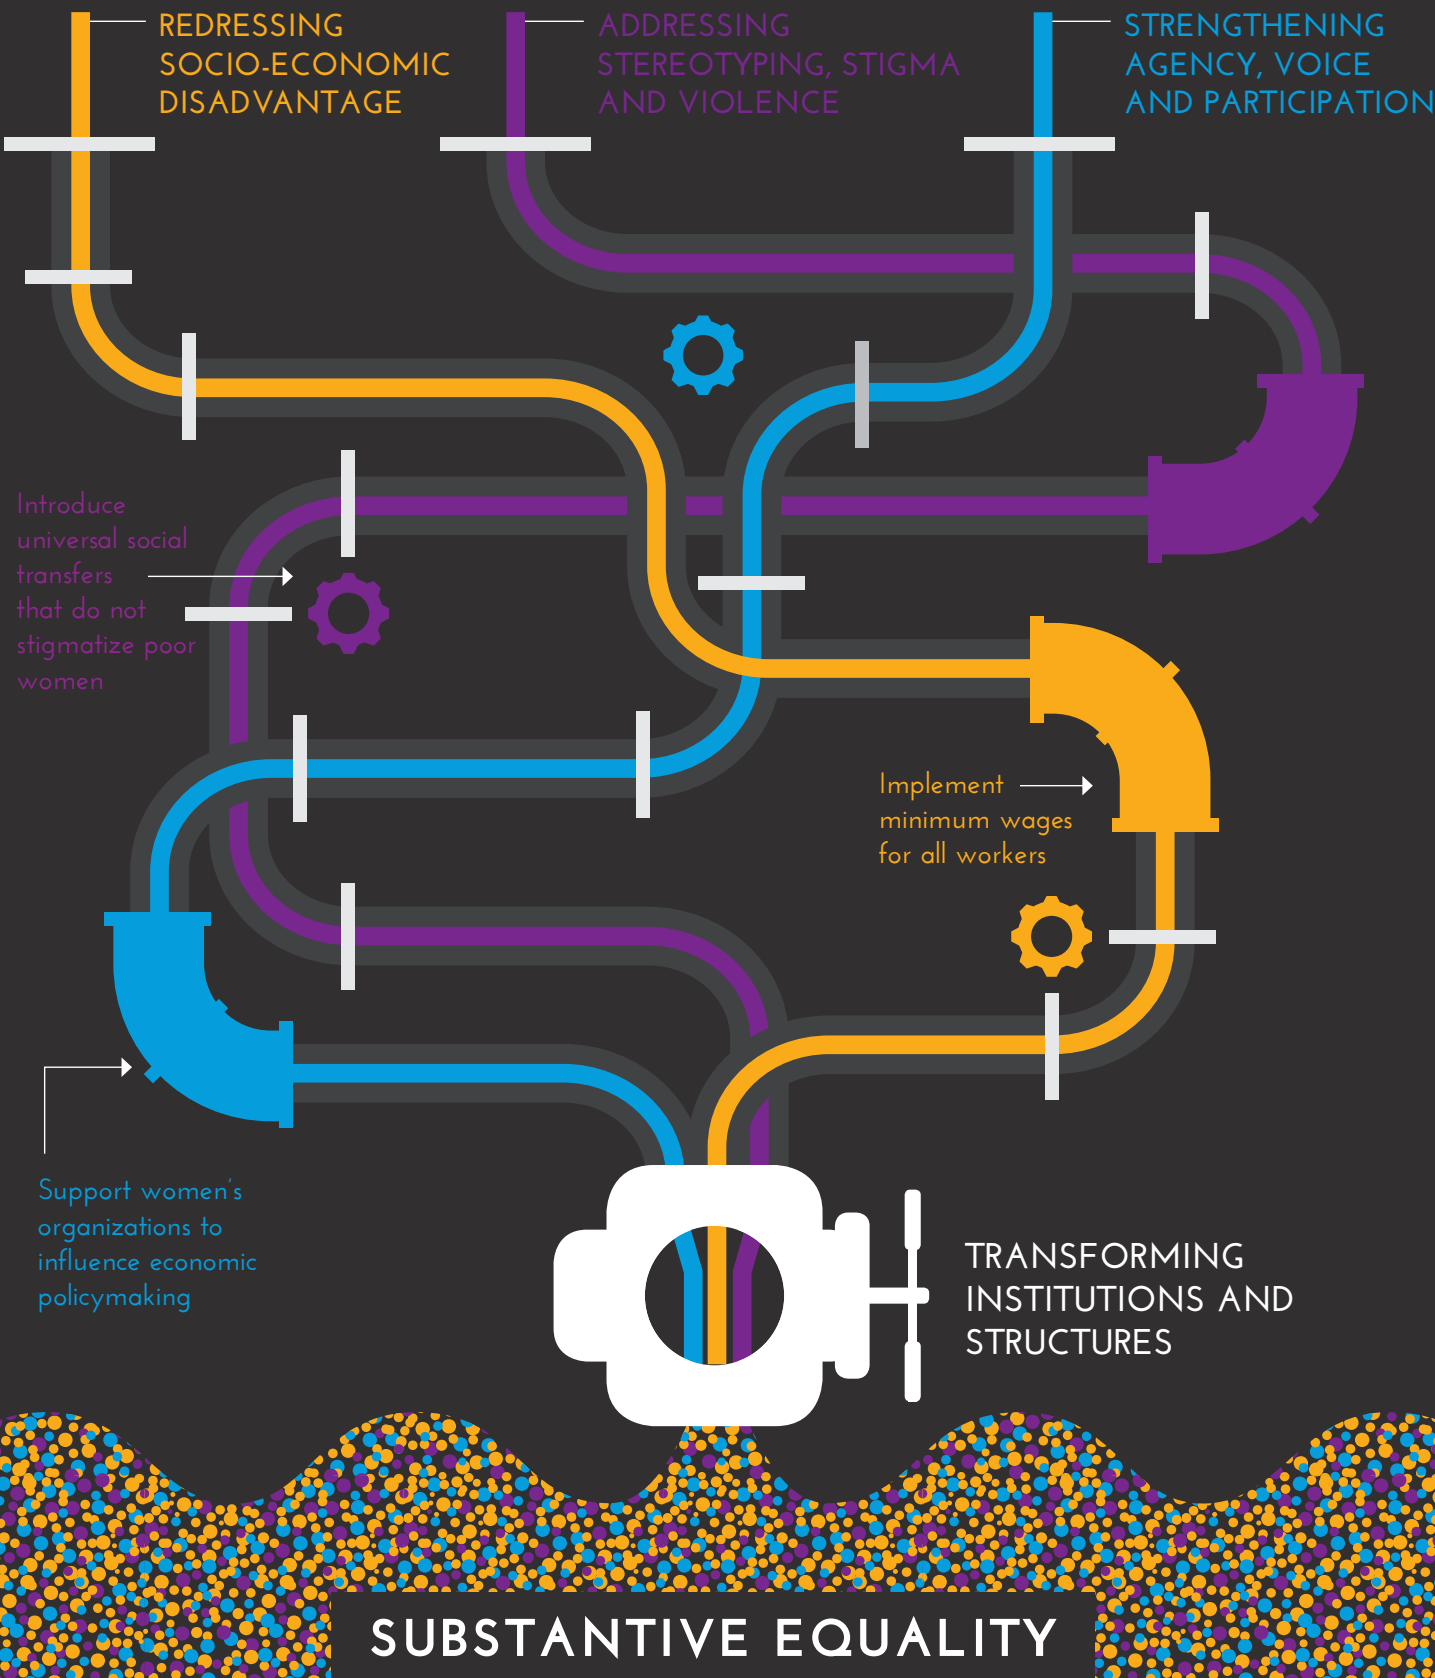 REDRESSING
SOCIO-ECONOMIC
DISADVANTAGE
ADDRESSING
STEREOTYPING, STIGMA
AND VIOLENCE
STRENGTHENING
AGENCY, VOICE
AND PARTICIPATION
Introduce
universal social
transfers
that do not
stigmatize poor
women
Implement
minimum wages
for all workers
Support women's
organizations to
influence economic
policymaking
TRANSFORMING
INSTITUTIONS AND
STRUCTURES
SUBSTANTIVE EQUALITY